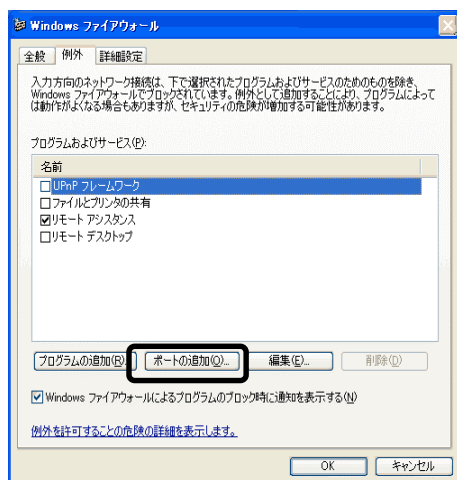 Windows ファイアウォール
全般 例外 詳細設定
入力方向のネットワーク接続は、下で選択されたプログラムおよびサービスのためのものを除き、
Windows ファイアウォールでブロックされています。例外として追加することにより、プログラムによって
は動作がよくなる場合もありますが、セキュリティの危険が増加する可能性があります。
プログラムおよびサービス(P):
名前
UPnP フレームワーク
ファイルとプリンタの共有
リモート アシスタンス
リモート デスクトップ
プログラムの追加(R)... ポートの追加(O)... 編集(E)... 削除(D)
Windows ファイアウォールによるプログラムのブロック時に通知を表示する(N)
例外を許可することの危険の詳細を表示します。
OK キャンセル